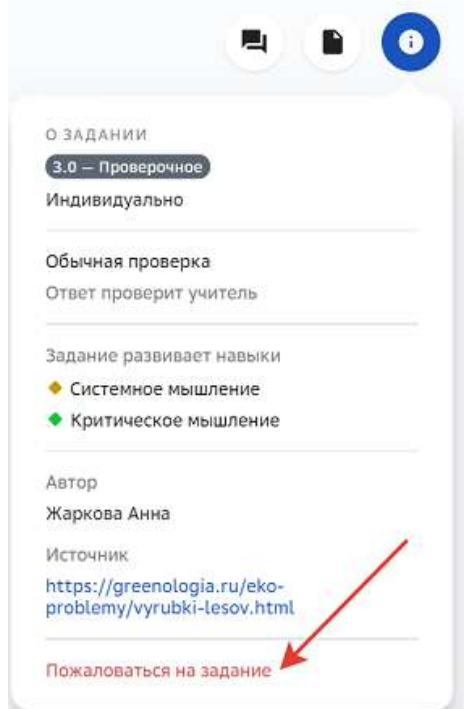 О ЗАДАНИИ
3.0 — Проверочное
Индивидуально
Обычная проверка
Ответ проверит учитель
Задание развивает навыки
Системное мышление
Критическое мышление
Автор
Жаркова Анна
Источник
https://greenologia.ru/eko-
problemy/vyrubki-lesov.html
Пожаловаться на задание